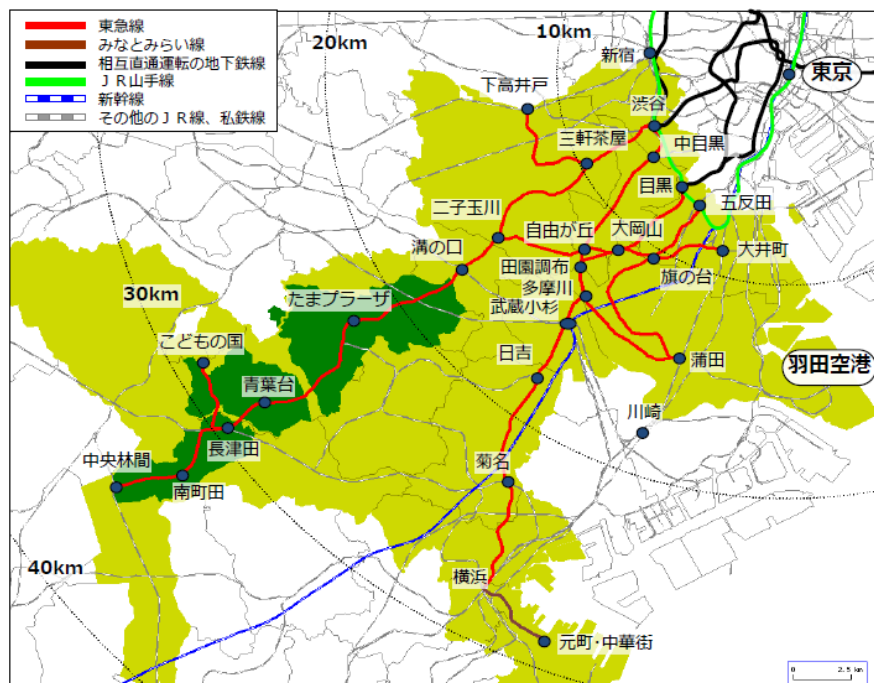 東急線
みなとみらい線
相互直通運転の地下鉄線
JR山手線
新幹線
その他のJR線、私鉄線
20km
10km
新宿
東京
下高井戸
渋谷
三軒茶屋
中目黒
目黒
五反田
二子玉川
自由が丘
大岡山
溝の口
大井町
田園調布
旗の台
多摩川
30km
たまプラーザ
武蔵小杉
こどもの国
日吉
蒲田
羽田空港
青葉台
川崎
長津田
中央林間
菊名
南町田
40km
横浜
元町・中華街
0 2.5 km